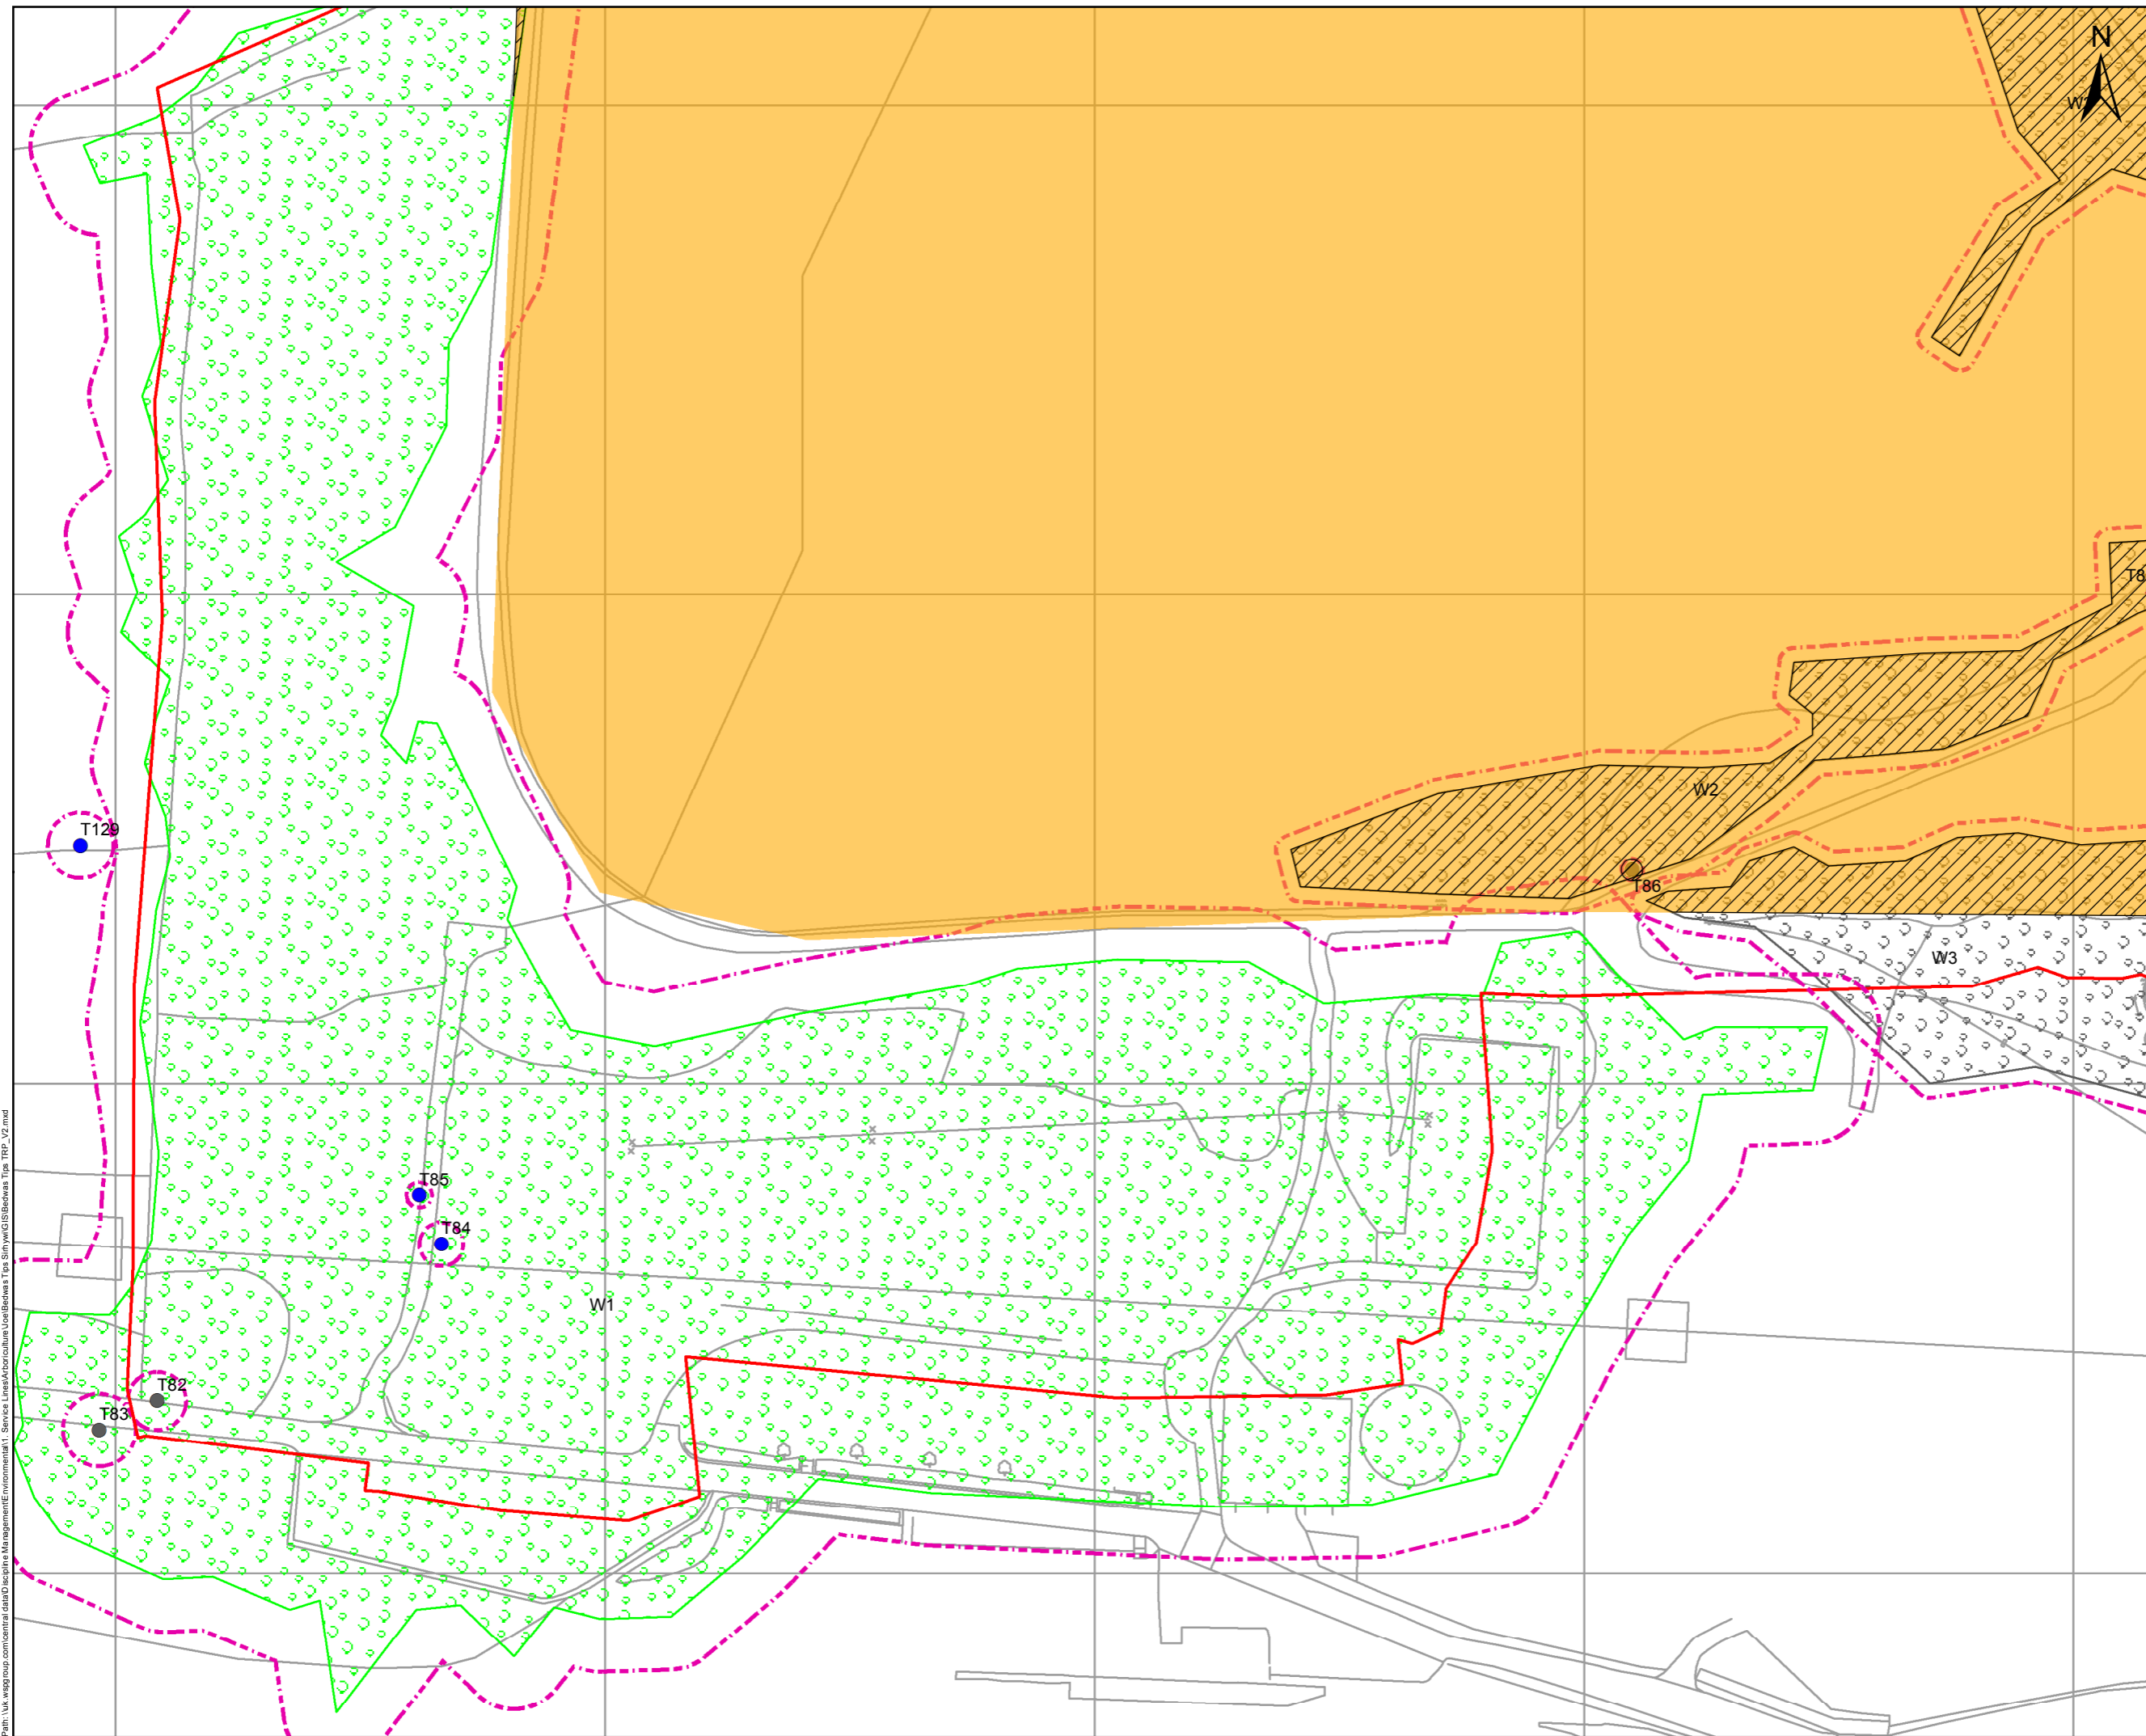 N
W2
T8
W2
T129
T86
W3
T85
T84
W1
T82
T83
Path: \\uk.wspgroup.com\central data\Discipline Management\Environmental\1. Service Lines\Arboriculture\Joe\Bedwas Tips Sirhywi\GIS\Bedwas Tips TRP_V2.mxd